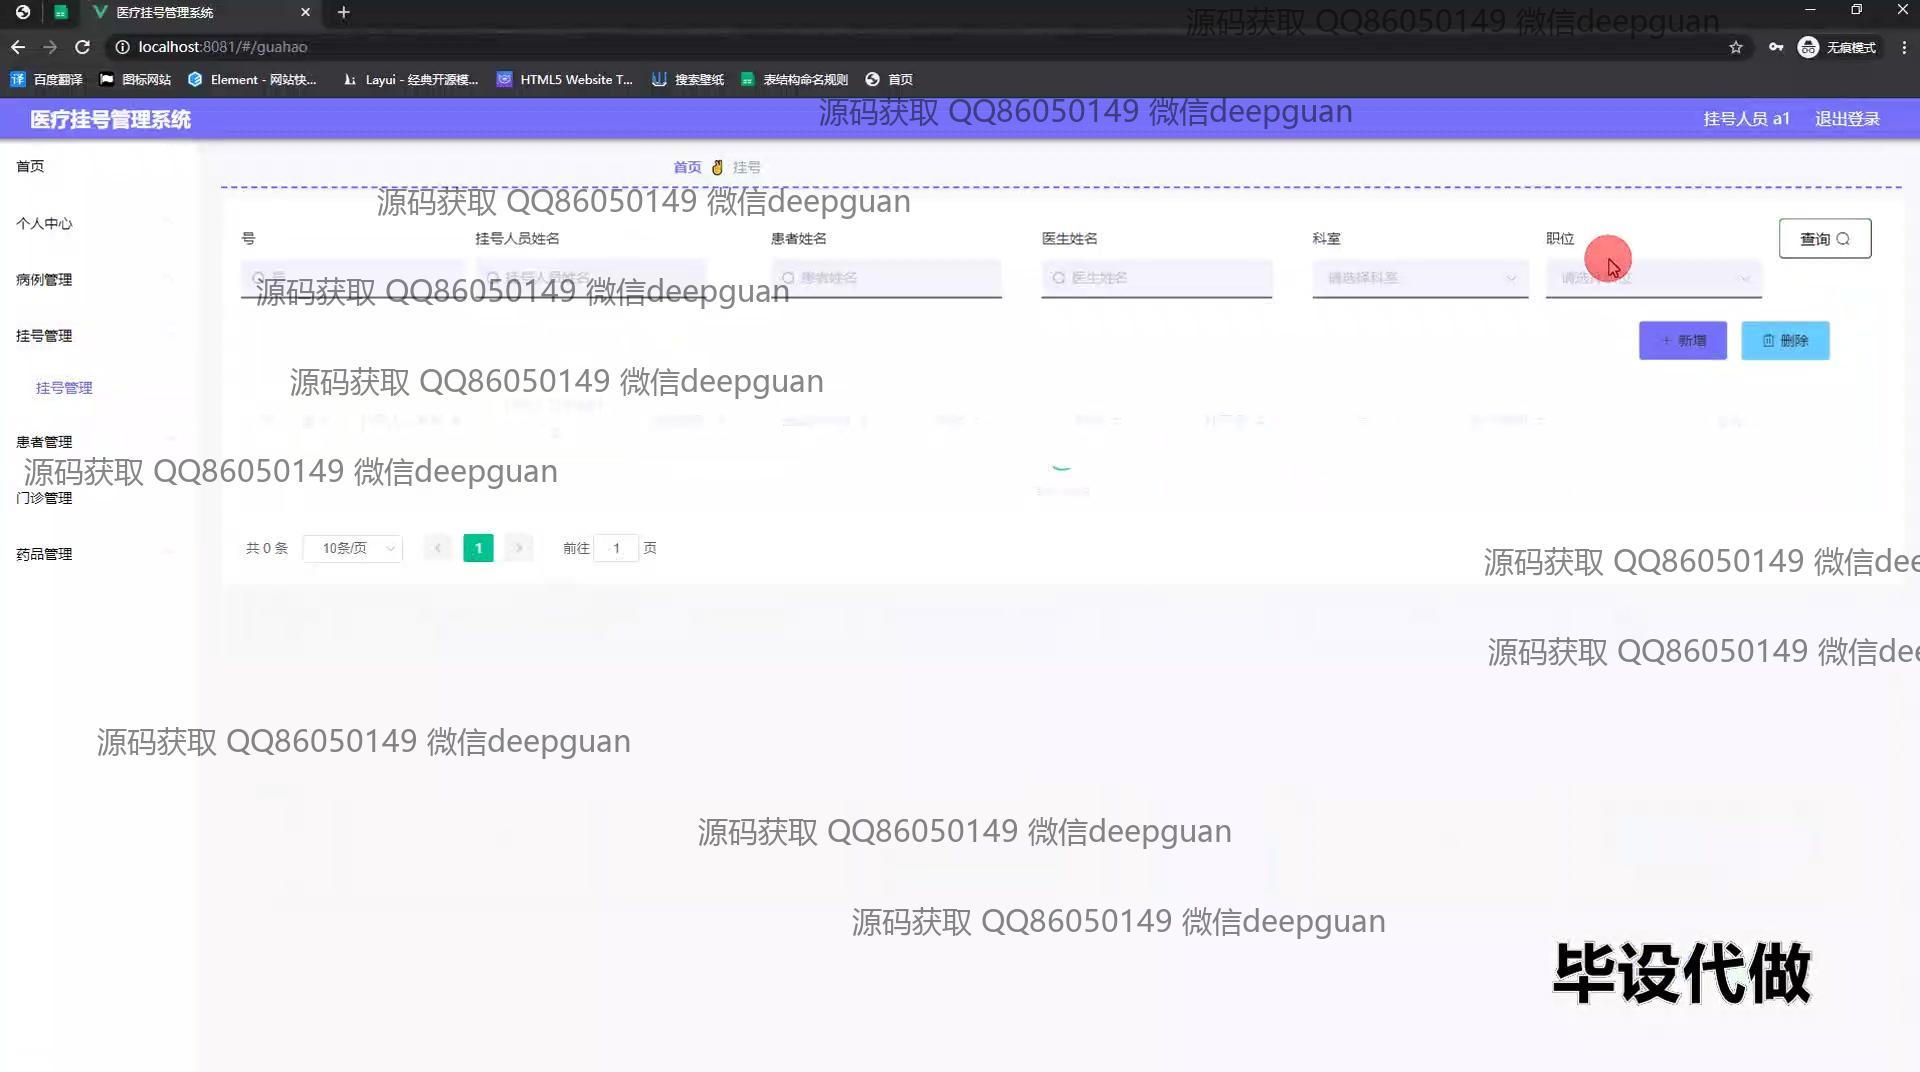 医疗挂号管理系统
源码获取 QQ86050149 微信deepguan
localhost:8081/#/guahao
无痕模式
百度翻译
图标网站
Element - 网站快...
Layui - 经典开源模...
HTML5 Website T...
搜索壁纸
表结构命名规则
首页
医疗挂号管理系统
源码获取 QQ86050149 微信deepguan
挂号人员 a1
退出登录
首页
个人中心
病例管理
挂号管理
挂号管理
患者管理
门诊管理
药品管理
首页
挂号
源码获取 QQ86050149 微信deepguan
号
挂号人员姓名
患者姓名
医生姓名
科室
职位
查询
号
挂号人员姓名
患者姓名
医生姓名
请选择科室
源码获取 QQ86050149 微信deepguan
+ 新增
删除
源码获取 QQ86050149 微信deepguan
源码获取 QQ86050149 微信deepguan
共 0 条
10条/页
1
前往 1 页
源码获取 QQ86050149 微信dee
源码获取 QQ86050149 微信dee
源码获取 QQ86050149 微信deepguan
源码获取 QQ86050149 微信deepguan
源码获取 QQ86050149 微信deepguan
毕设代做